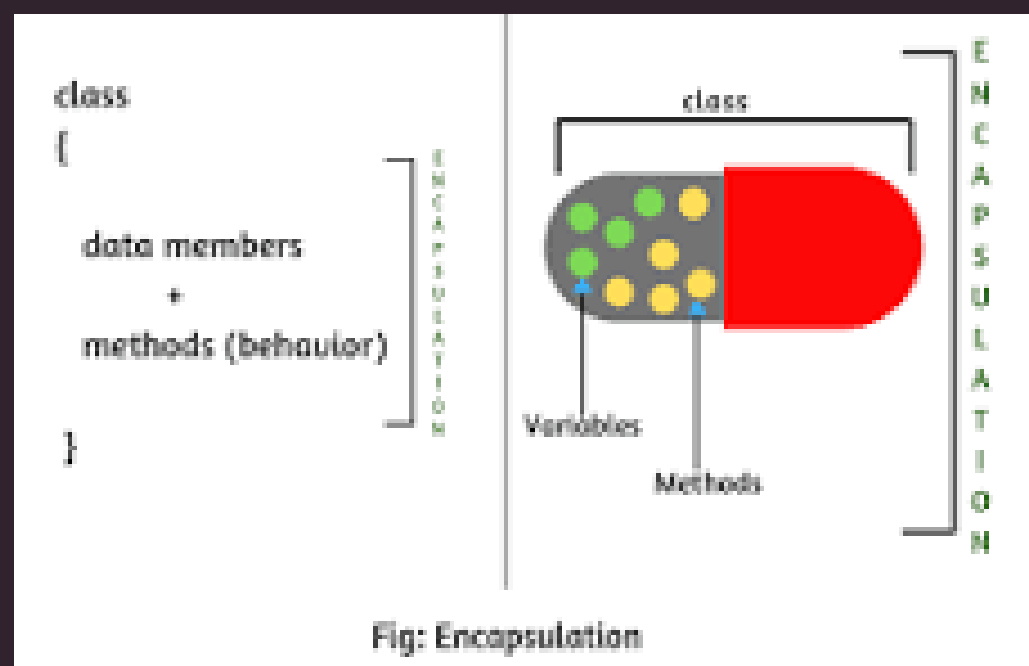 class
{
data members
+
methods (behavior)
}
ENCAPSULATION
class
Variables
Methods
ENCAPSULATION
Fig: Encapsulation